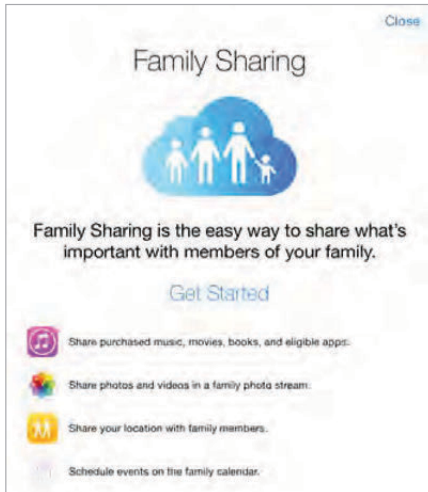 Close
Family Sharing
Family Sharing is the easy way to share what's
important with members of your family.
Get Started
Share purchased music, movies, books, and eligible apps.
Share photos and videos in a family photo stream.
Share your location with family members.
Schedule events on the family calendar.